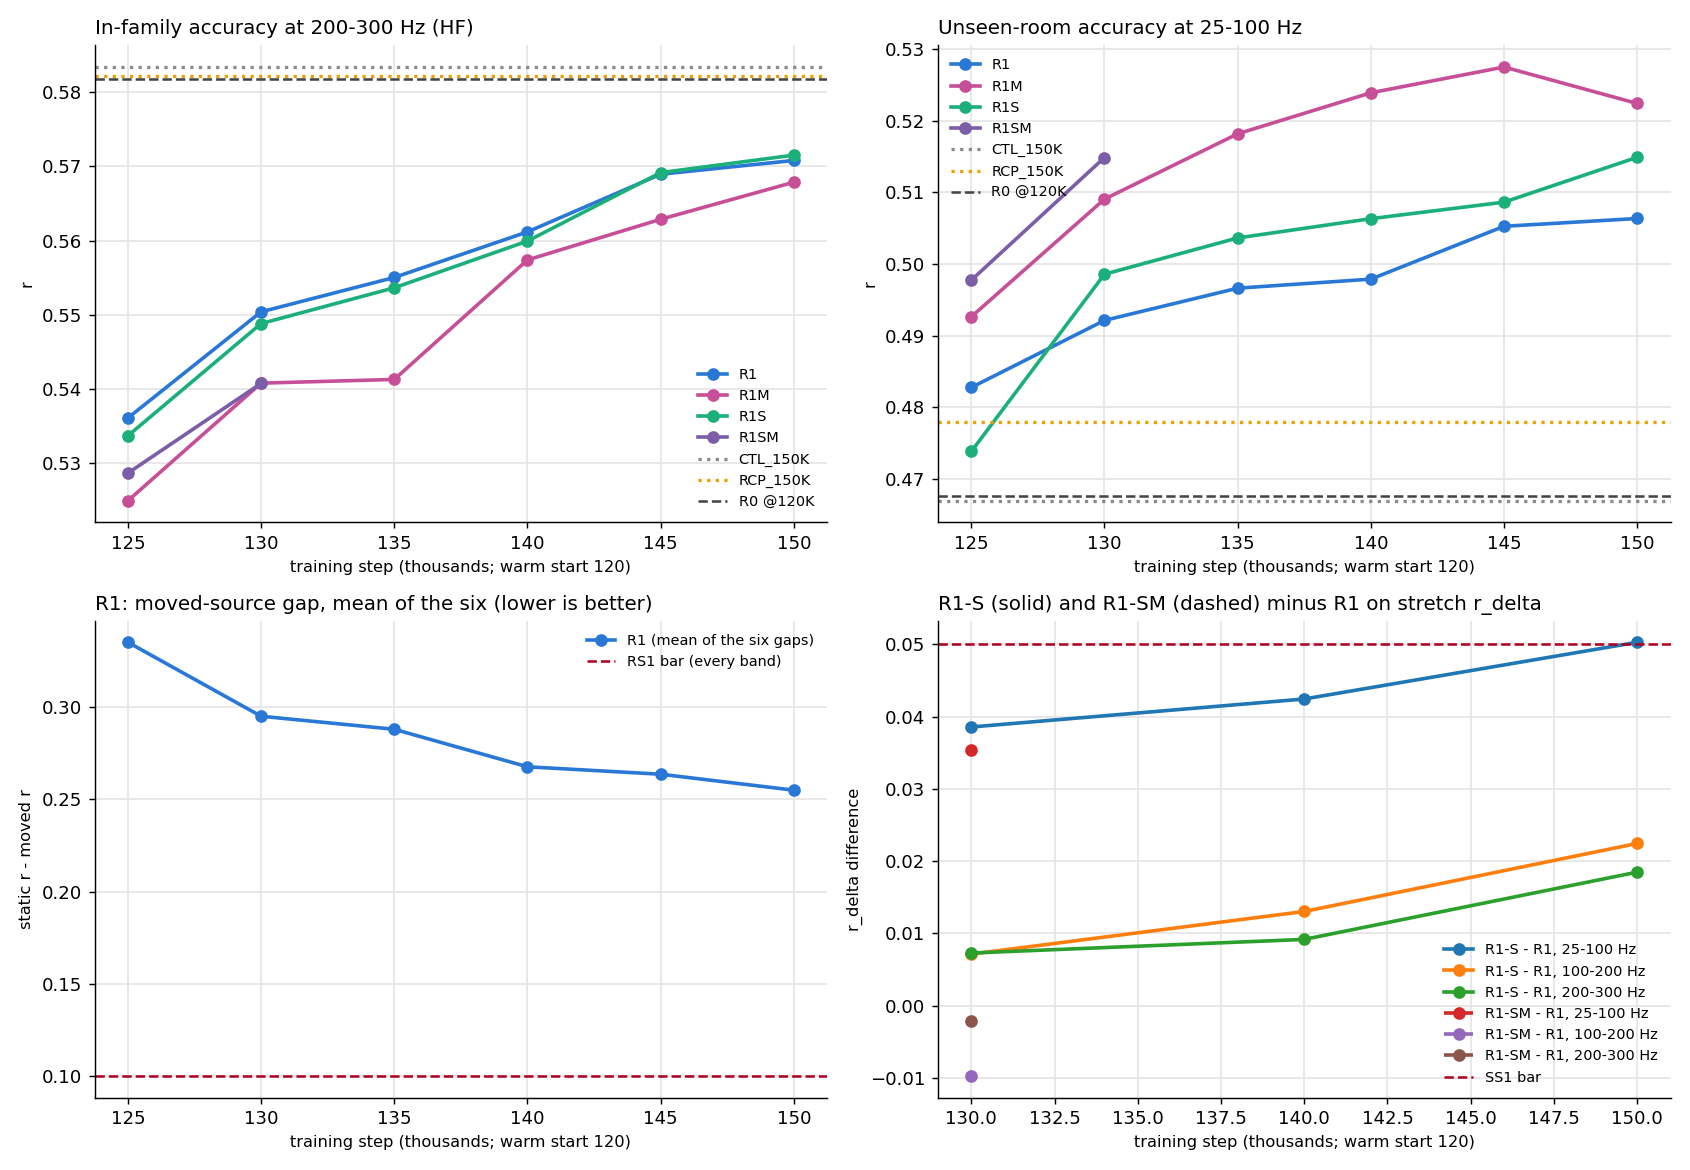 In-family accuracy at 200-300 Hz (HF)
r
0.58
0.57
0.56
0.55
0.54
0.53
R1
R1M
R1S
R1SM
CTL_150K
RCP_150K
R0 @120K
125 130 135 140 145 150
training step (thousands; warm start 120)
Unseen-room accuracy at 25-100 Hz
r
0.53
0.52
0.51
0.50
0.49
0.48
0.47
R1
R1M
R1S
R1SM
CTL_150K
RCP_150K
R0 @120K
125 130 135 140 145 150
training step (thousands; warm start 120)
R1: moved-source gap, mean of the six (lower is better)
static r - moved r
0.30
0.25
0.20
0.15
0.10
R1 (mean of the six gaps)
RS1 bar (every band)
125 130 135 140 145 150
training step (thousands; warm start 120)
R1-S (solid) and R1-SM (dashed) minus R1 on stretch r_delta
r_delta difference
0.05
0.04
0.03
0.02
0.01
0.00
−0.01
R1-S - R1, 25-100 Hz
R1-S - R1, 100-200 Hz
R1-S - R1, 200-300 Hz
R1-SM - R1, 25-100 Hz
R1-SM - R1, 100-200 Hz
R1-SM - R1, 200-300 Hz
SS1 bar
130.0 132.5 135.0 137.5 140.0 142.5 145.0 147.5 150.0
training step (thousands; warm start 120)